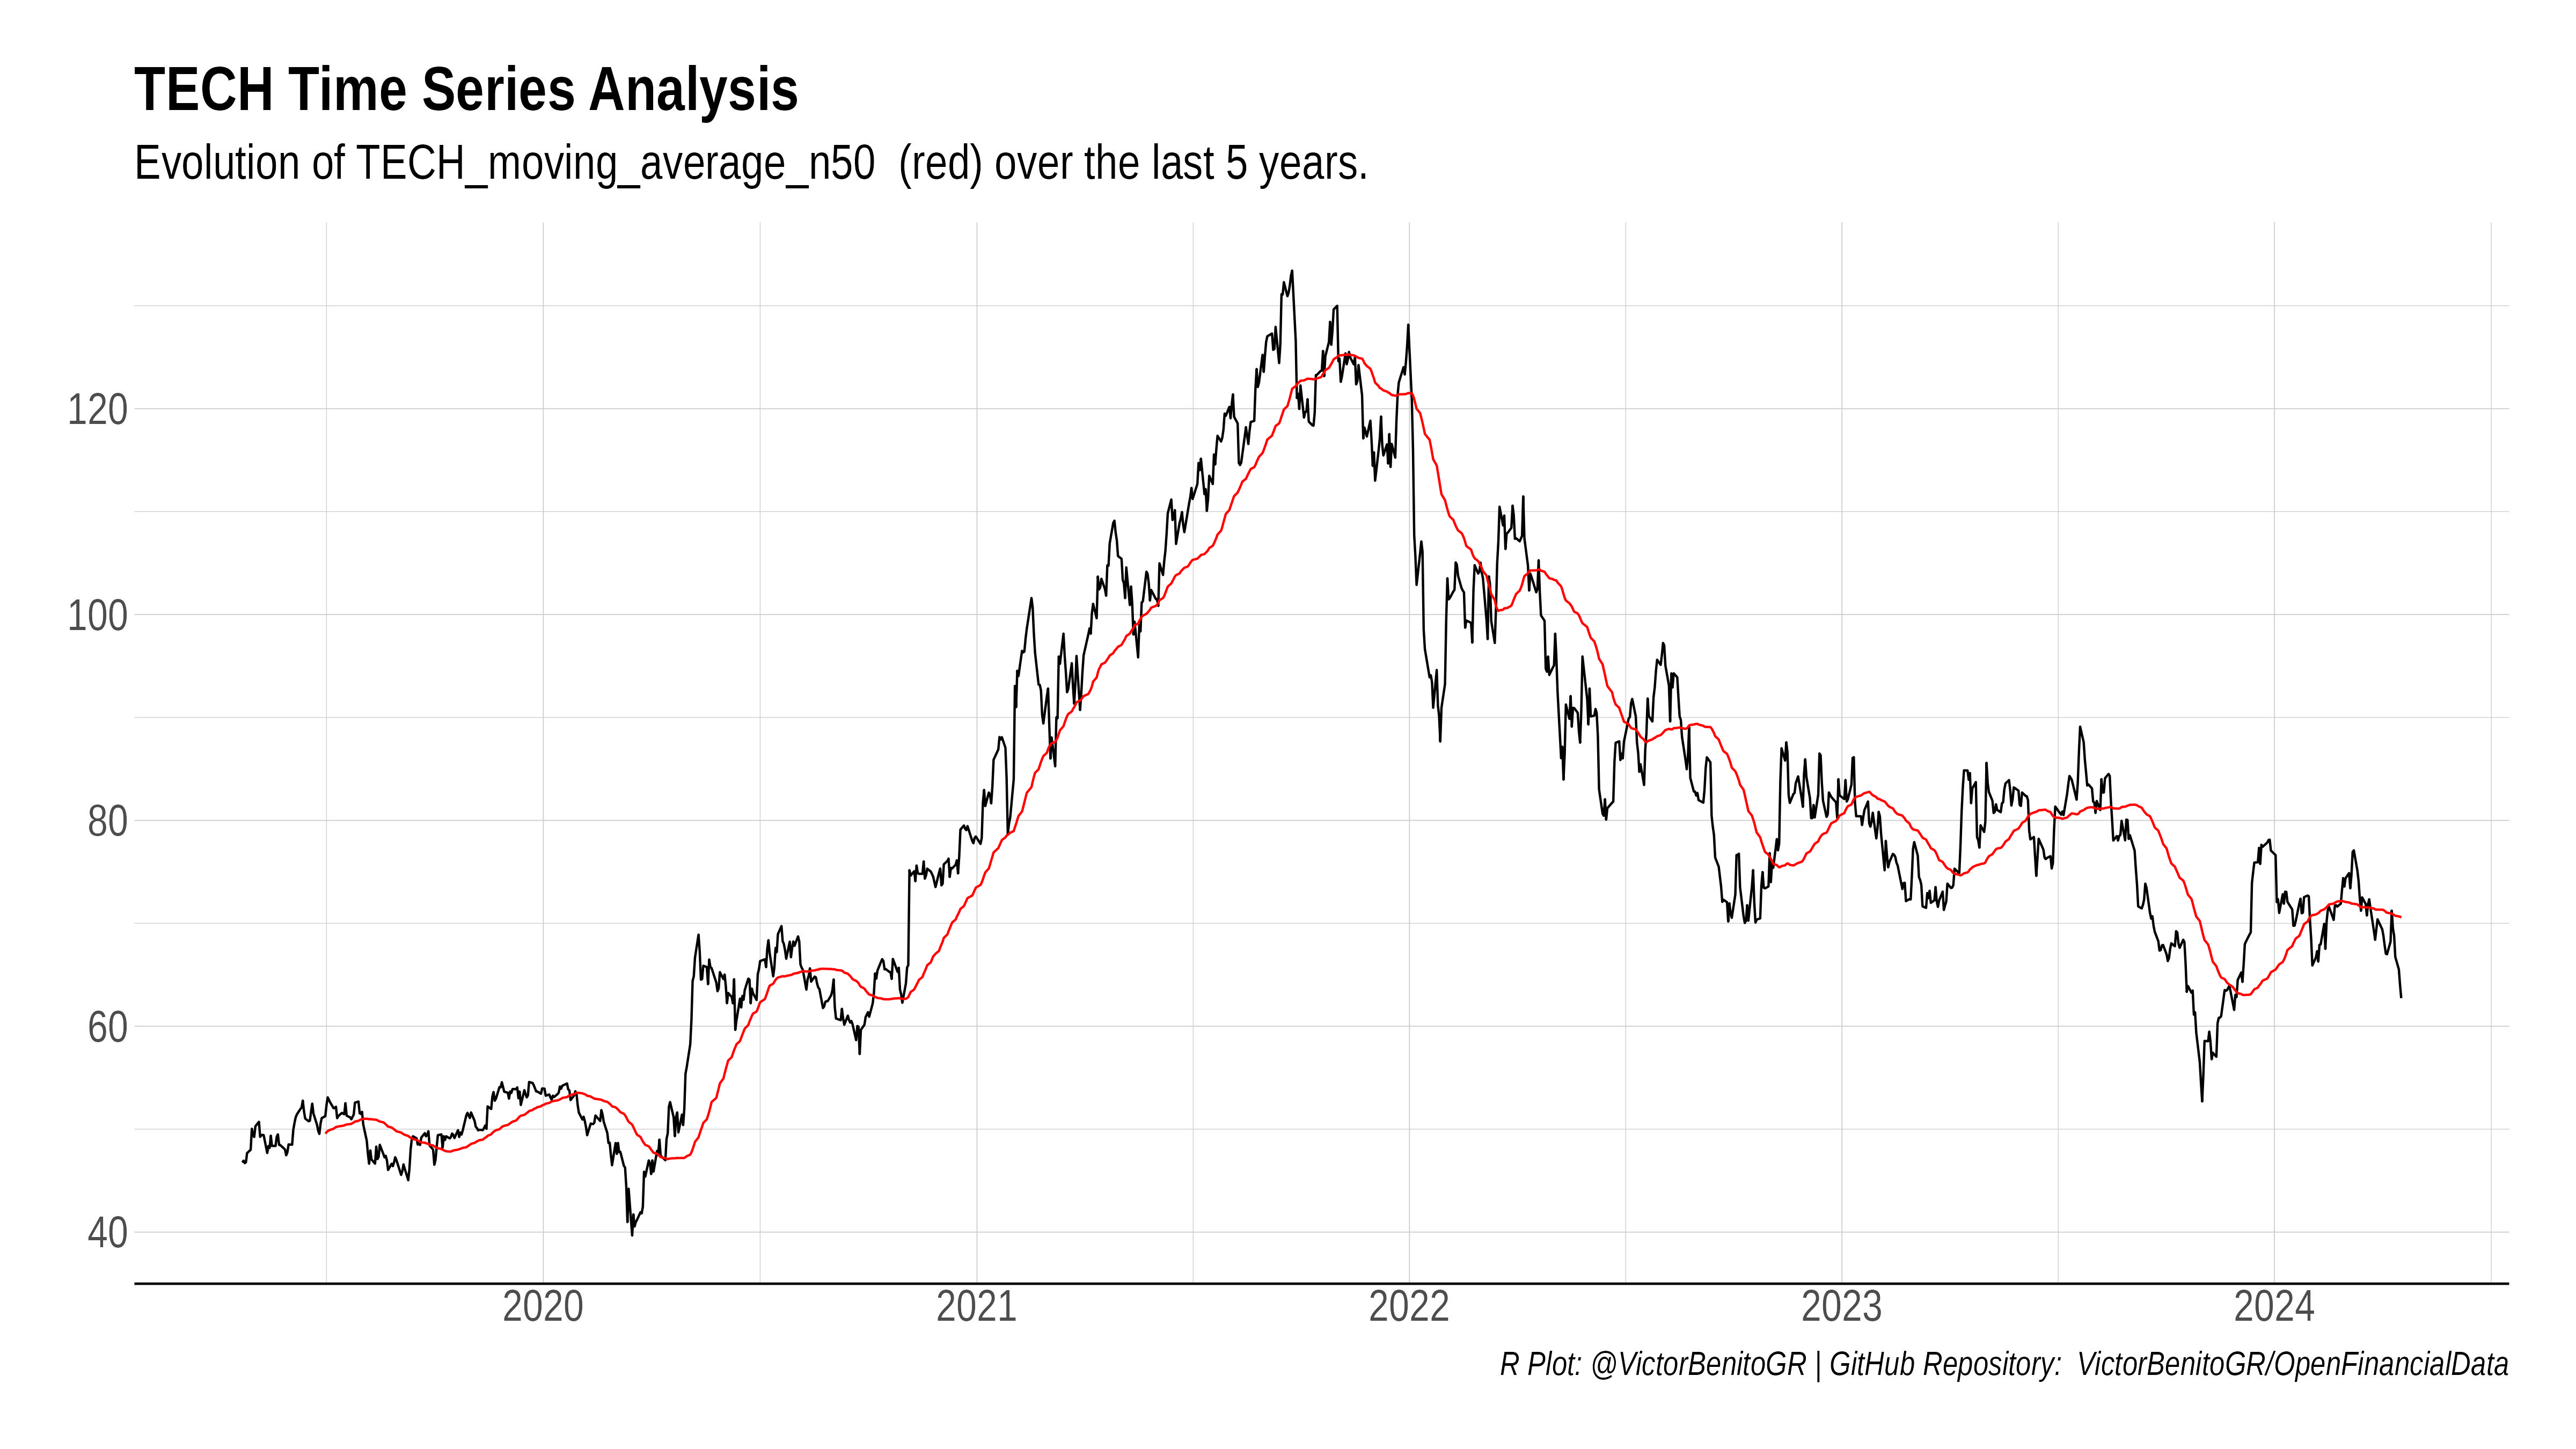 TECH Time Series Analysis
Evolution of TECH_moving_average_n50  (red) over the last 5 years.
120
100
80
60
40
2020 2021 2022 2023 2024
R Plot: @VictorBenitoGR | GitHub Repository:  VictorBenitoGR/OpenFinancialData